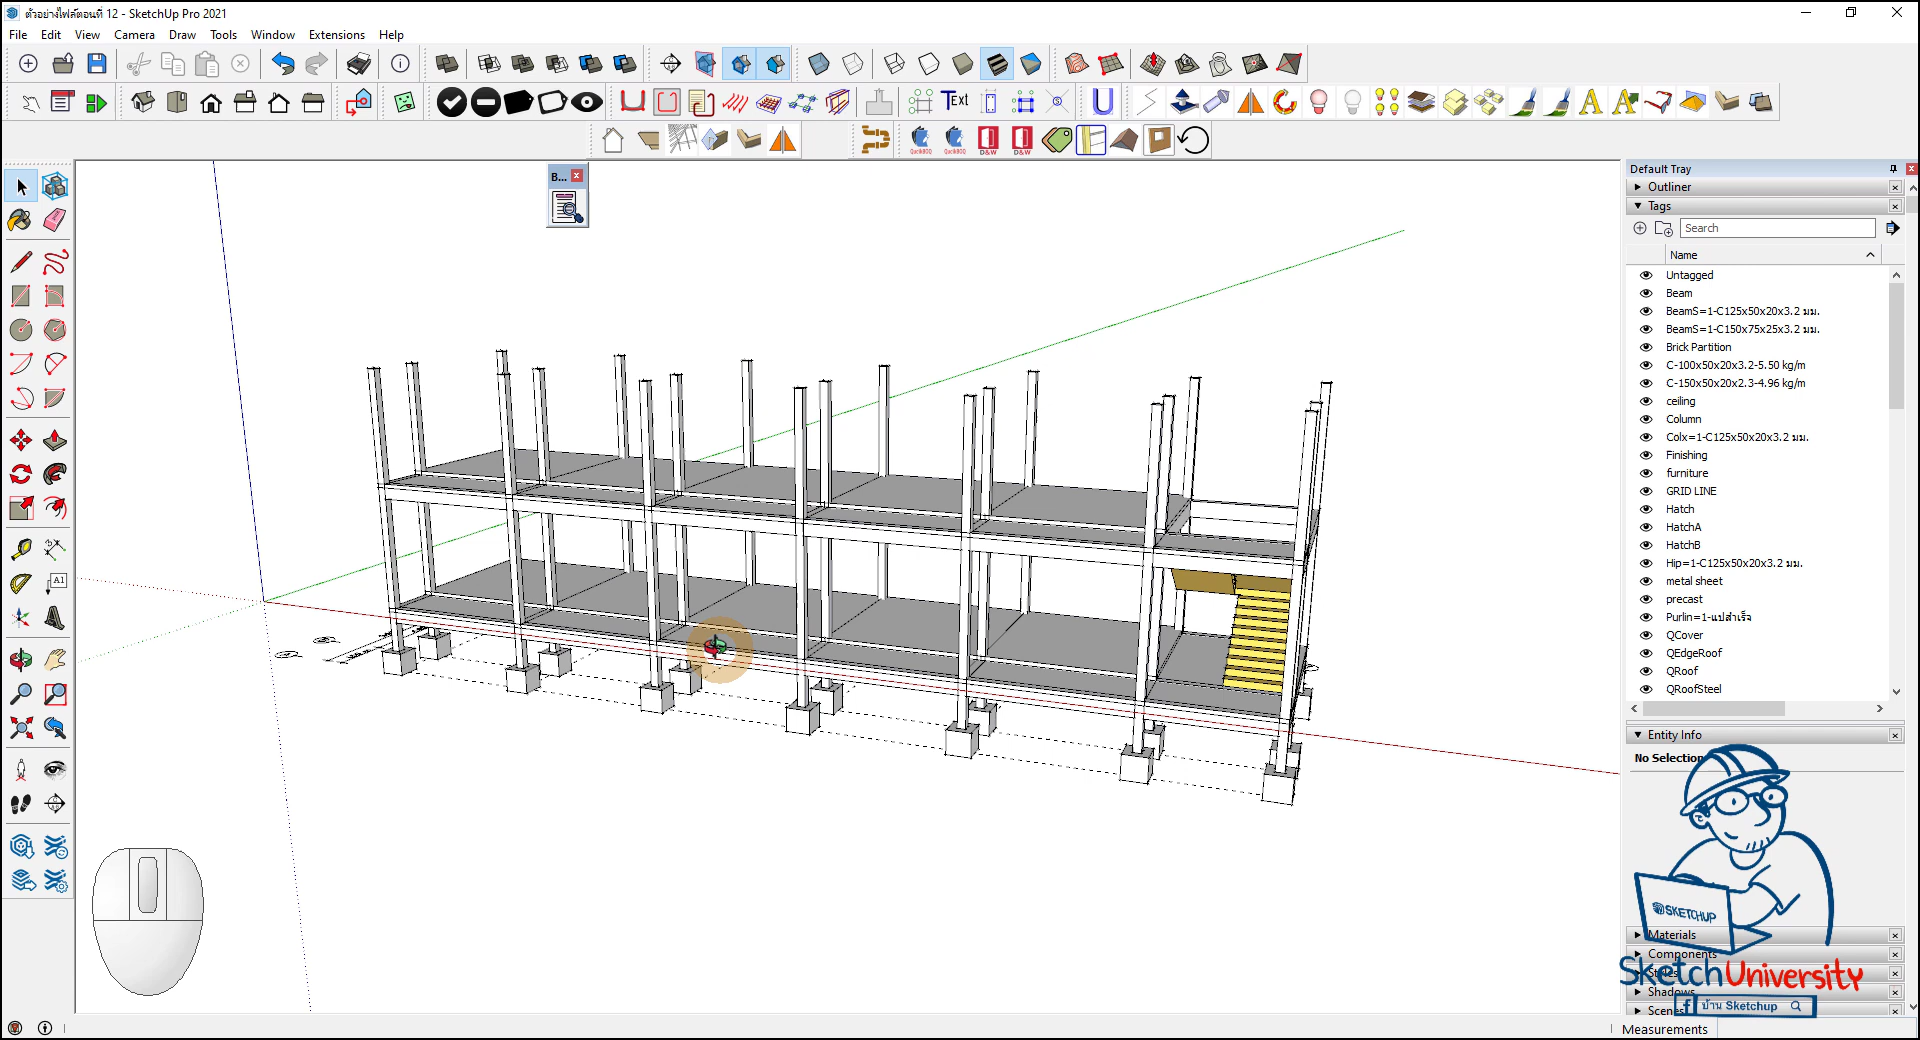 ตัวอย่างไฟล์ตอนที่ 12 - SketchUp Pro 2021
File Edit View Camera Draw Tools Window Extensions Help
Text
QurikBOQ QurikBOQ D&W D&W
B...
A1
Default Tray
Outliner
Tags
Search
Name
Untagged
Beam
BeamS=1-C125x50x20x3.2 มม.
BeamS=1-C150x75x25x3.2 มม.
Brick Partition
C-100x50x20x3.2-5.50 kg/m
C-150x50x20x2.3-4.96 kg/m
ceiling
Column
Colx=1-C125x50x20x3.2 มม.
Finishing
furniture
GRID LINE
Hatch
HatchA
HatchB
Hip=1-C125x50x20x3.2 มม.
metal sheet
precast
Purlin=1-แปสำเร็จ
QCover
QEdgeRoof
QRoof
QRoofSteel
Entity Info
No Selection
SKETCHUP
Materials
Components
Styles
SketchUniversity
Shadows
บ้าน Sketchup
Scenes
Measurements